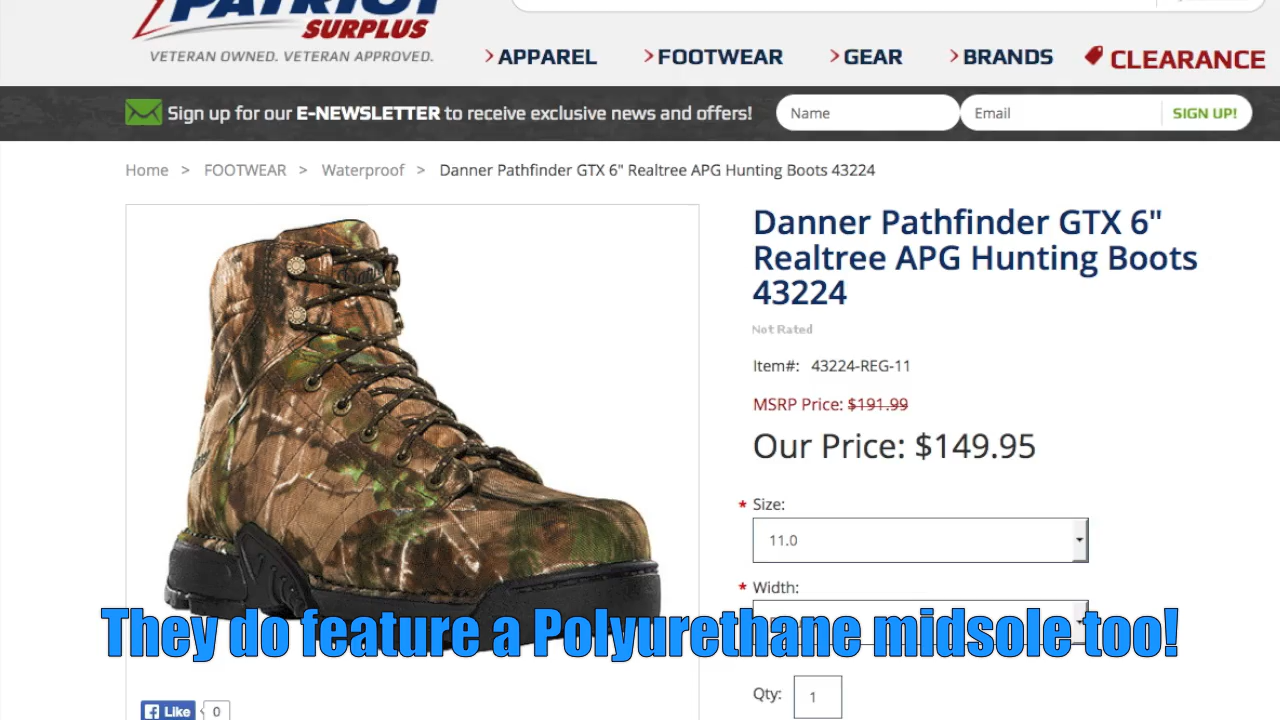 PATRIOT
SURPLUS
VETERAN OWNED. VETERAN APPROVED.
APPAREL
FOOTWEAR
GEAR
BRANDS
CLEARANCE
Sign up for our E-NEWSLETTER to receive exclusive news and offers!
Name
Email
SIGN UP!
Home > FOOTWEAR > Waterproof > Danner Pathfinder GTX 6" Realtree APG Hunting Boots 43224
Danner Pathfinder GTX 6"
Realtree APG Hunting Boots
43224
Not Rated
Item#: 43224-REG-11
MSRP Price: $191.99
Our Price: $149.95
* Size:
11.0
* Width:
They do feature a Polyurethane midsole too!
Qty:
1
Like
0